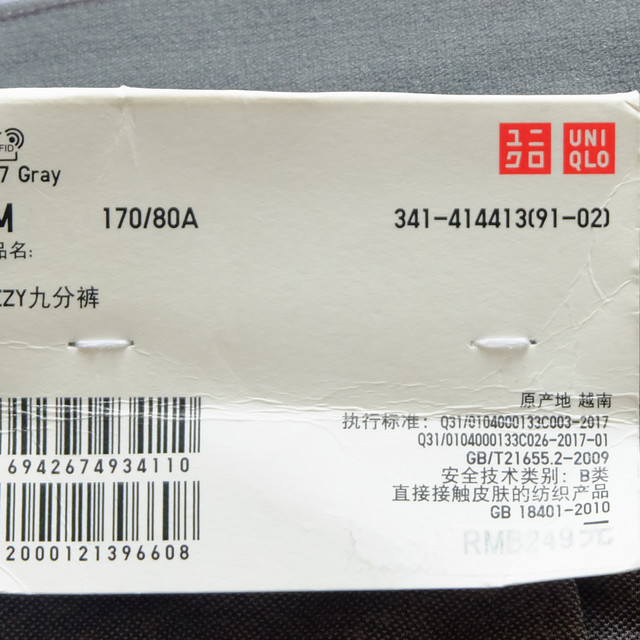 ユニクロ
UNIQLO
FID
7 Gray
M 170/80A 341-414413(91-02)
品名:
ZZY九分裤
原产地 越南
执行标准: Q31/0104000133C003-2017
Q31/0104000133C026-2017-01
GB/T21655.2-2009
安全技术类别: B类
直接接触皮肤的纺织产品
GB 18401-2010
6942674934110
2000121396608